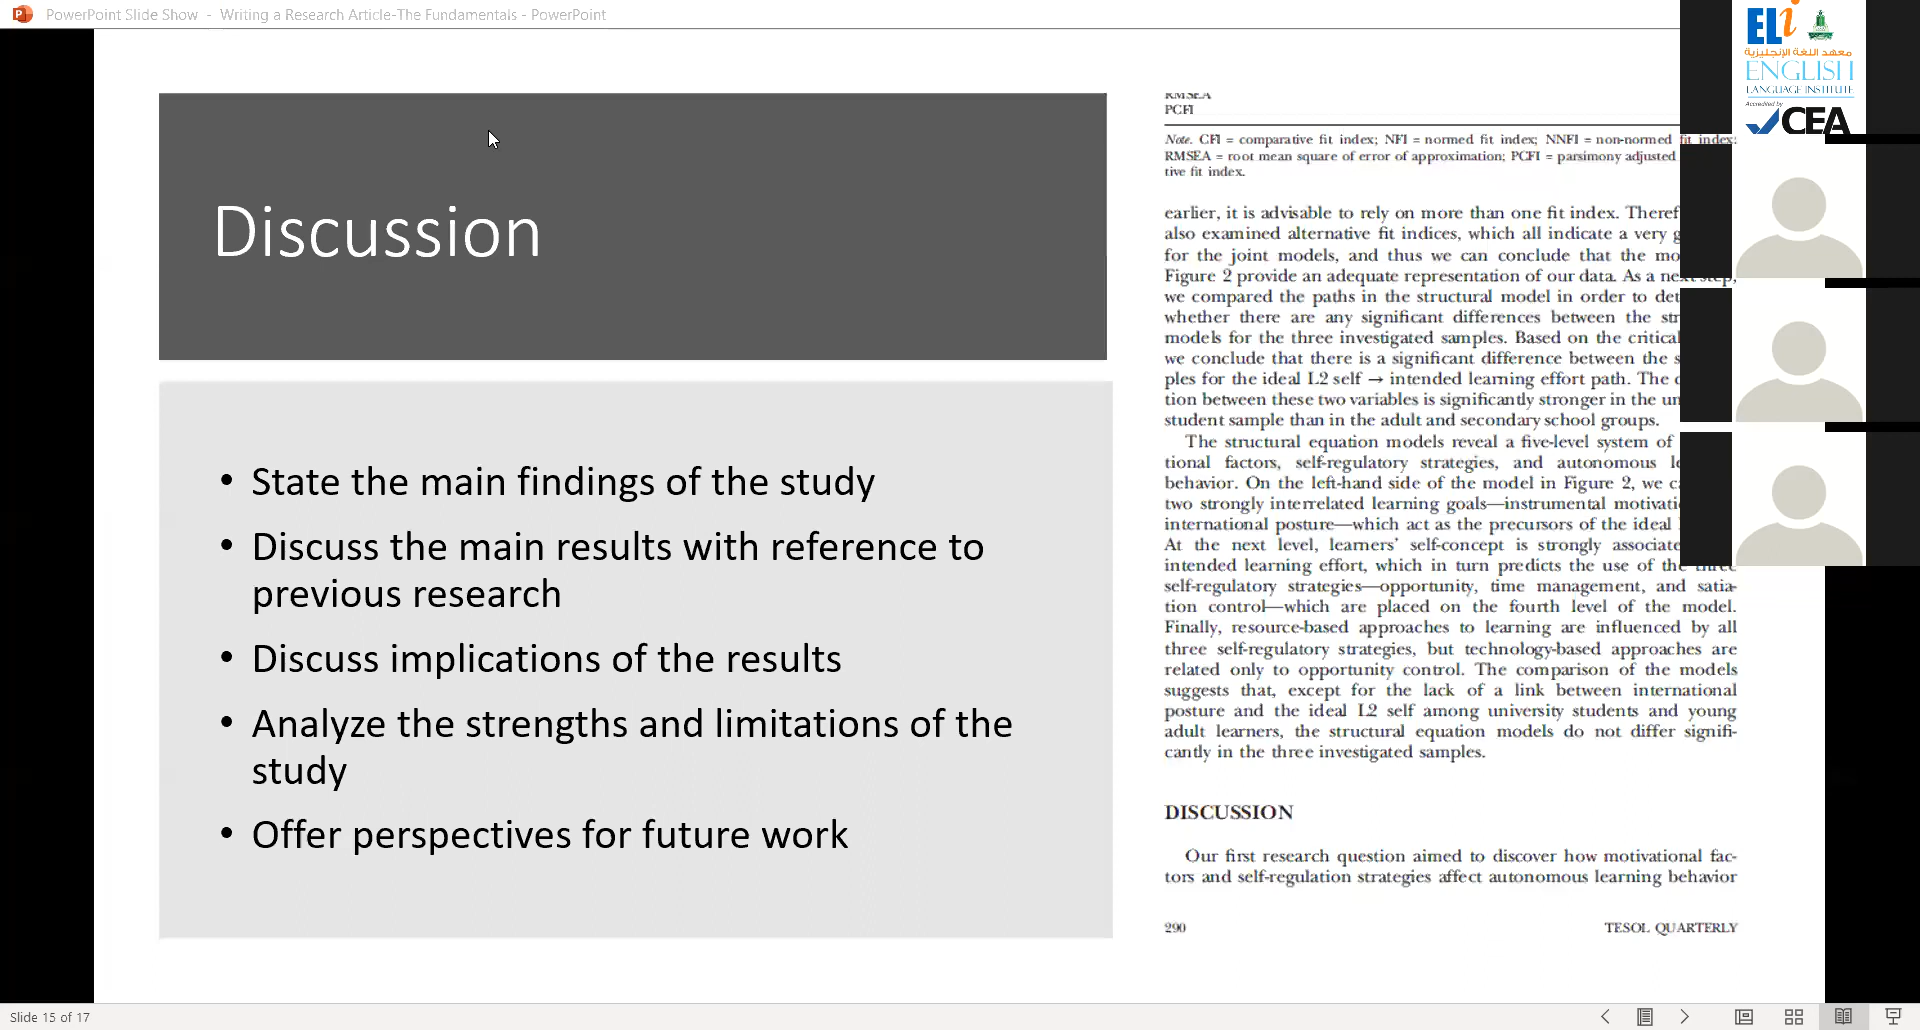 PowerPoint Slide Show - Writing a Research Article-The Fundamentals - PowerPoint
ELi
معهد اللغة الإنجليزية
ENGLISH
LANGUAGE INSTITUTE
Accredited by
CEA
Discussion
• State the main findings of the study
• Discuss the main results with reference to
previous research
• Discuss implications of the results
• Analyze the strengths and limitations of the
study
• Offer perspectives for future work
RMSEA
PCFI
Note. CFI = comparative fit index; NFI = normed fit index; NNFI = non-normed fit index;
RMSEA = root mean square of error of approximation; PCFI = parsimony adjusted
tive fit index.
earlier, it is advisable to rely on more than one fit index.
also examined alternative fit indices, which all indicate a very
for the joint models, and thus we can conclude that the
Figure 2 provide an adequate representation of our data. As a next step,
we compared the paths in the structural model in order to
whether there are any significant differences between the
models for the three investigated samples. Based on the critical
we conclude that there is a significant difference between the
ples for the ideal L2 self → intended learning effort path. The
tion between these two variables is significantly stronger in the
student sample than in the adult and secondary school groups.
The structural equation models reveal a five-level system of
tional factors, self-regulatory strategies, and autonomous
behavior. On the left-hand side of the model in Figure 2, we
two strongly interrelated learning goals—instrumental
international posture—which act as the precursors of the ideal
At the next level, learners' self-concept is strongly
intended learning effort, which in turn predicts the use of the three
self-regulatory strategies—opportunity, time management, and satia-
tion control—which are placed on the fourth level of the model.
Finally, resource-based approaches to learning are influenced by all
three self-regulatory strategies, but technology-based approaches are
related only to opportunity control. The comparison of the models
suggests that, except for the lack of a link between international
posture and the ideal L2 self among university students and young
adult learners, the structural equation models do not differ signifi-
cantly in the three investigated samples.
DISCUSSION
Our first research question aimed to discover how motivational fac-
tors and self-regulation strategies affect autonomous learning behavior
290
TESOL QUARTERLY
Slide 15 of 17